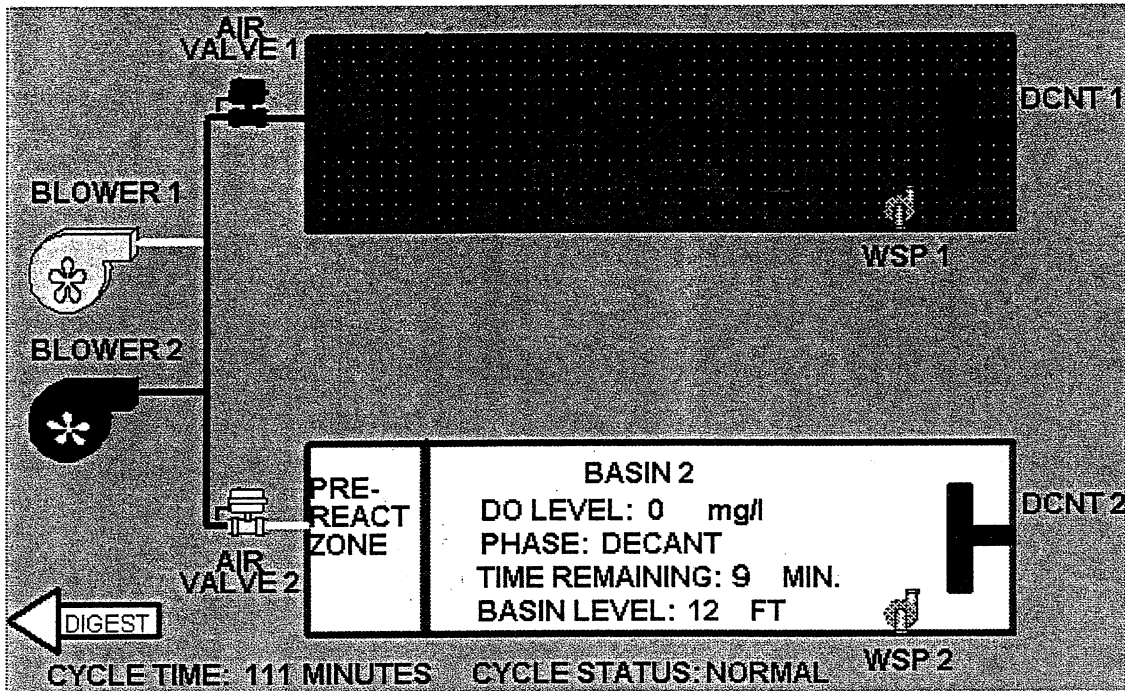 AIR
VALVE 1
DCNT 1
BLOWER 1
WSP 1
BLOWER 2
BASIN 2
PRE-
REACT
ZONE
DO LEVEL: 0 mg/l
PHASE: DECANT
TIME REMAINING: 9 MIN.
BASIN LEVEL: 12 FT
DCNT 2
AIR
VALVE 2
DIGEST
WSP 2
CYCLE TIME: 111 MINUTES CYCLE STATUS: NORMAL